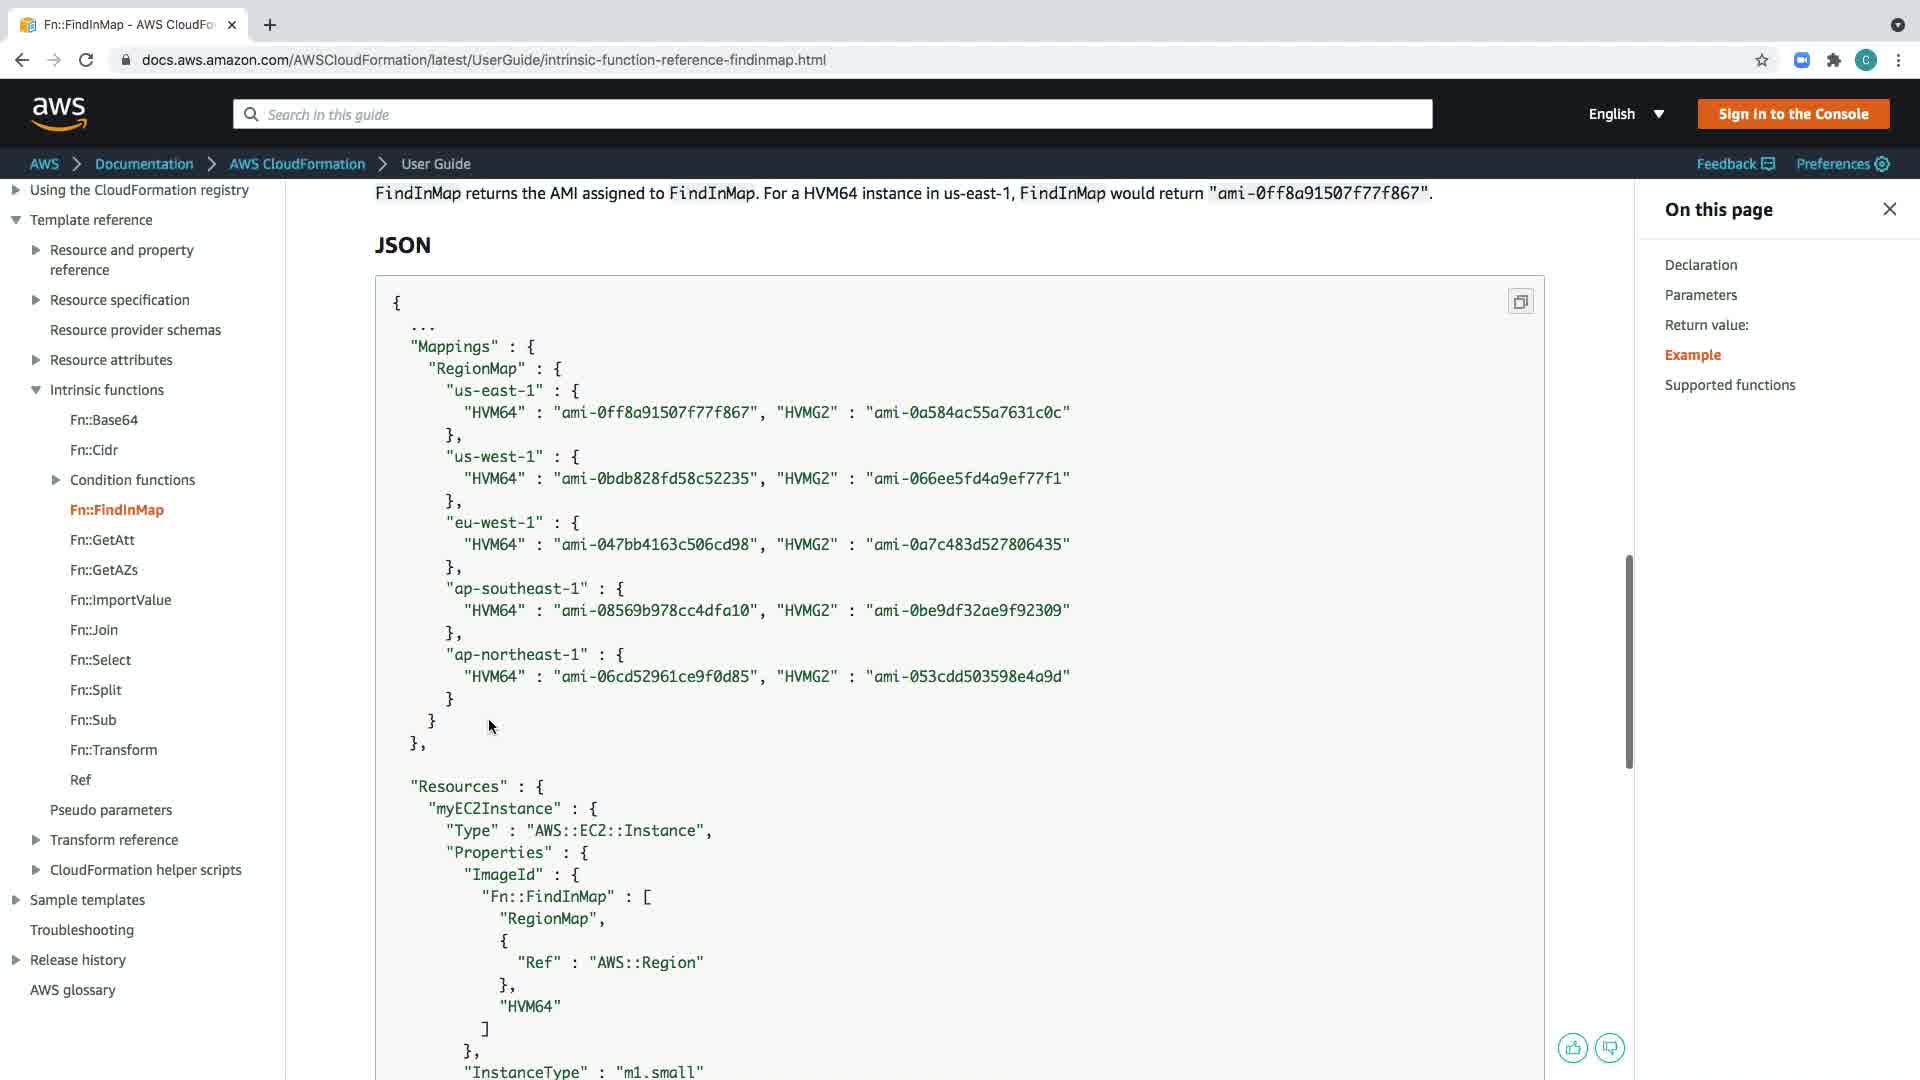 Fn::FindInMap - AWS CloudFo
docs.aws.amazon.com/AWSCloudFormation/latest/UserGuide/intrinsic-function-reference-findinmap.html
C
aws
Search in this guide
English
Sign In to the Console
AWS
Documentation
AWS CloudFormation
User Guide
Feedback
Preferences
Using the CloudFormation registry
Template reference
Resource and property
reference
Resource specification
Resource provider schemas
Resource attributes
Intrinsic functions
Fn::Base64
Fn::Cidr
Condition functions
Fn::FindInMap
Fn::GetAtt
Fn::GetAZs
Fn::ImportValue
Fn::Join
Fn::Select
Fn::Split
Fn::Sub
Fn::Transform
Ref
Pseudo parameters
Transform reference
CloudFormation helper scripts
Sample templates
Troubleshooting
Release history
AWS glossary
FindInMap returns the AMI assigned to FindInMap. For a HVM64 instance in us-east-1, FindInMap would return "ami-0ff8a91507f77f867".
JSON
{
...
"Mappings" : {
"RegionMap" : {
"us-east-1" : {
"HVM64" : "ami-0ff8a91507f77f867", "HVMG2" : "ami-0a584ac55a7631c0c"
},
"us-west-1" : {
"HVM64" : "ami-0bdb828fd58c52235", "HVMG2" : "ami-066ee5fd4a9ef77f1"
},
"eu-west-1" : {
"HVM64" : "ami-047bb4163c506cd98", "HVMG2" : "ami-0a7c483d527806435"
},
"ap-southeast-1" : {
"HVM64" : "ami-08569b978cc4dfa10", "HVMG2" : "ami-0be9df32ae9f92309"
},
"ap-northeast-1" : {
"HVM64" : "ami-06cd52961ce9f0d85", "HVMG2" : "ami-053cdd503598e4a9d"
}
}
},
"Resources" : {
"myEC2Instance" : {
"Type" : "AWS::EC2::Instance",
"Properties" : {
"ImageId" : {
"Fn::FindInMap" : [
"RegionMap",
{
"Ref" : "AWS::Region"
},
"HVM64"
]
},
"InstanceType" : "m1.small"
On this page
Declaration
Parameters
Return value:
Example
Supported functions